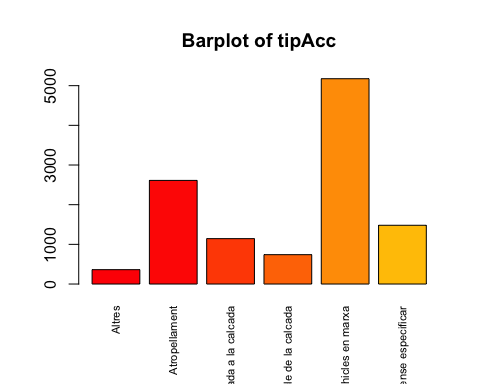 Barplot of tipAcc
5000
3000
1000
0
Altres
Atropellament
ada a la calcada
le de la calcada
hides en marxa
ense especificar